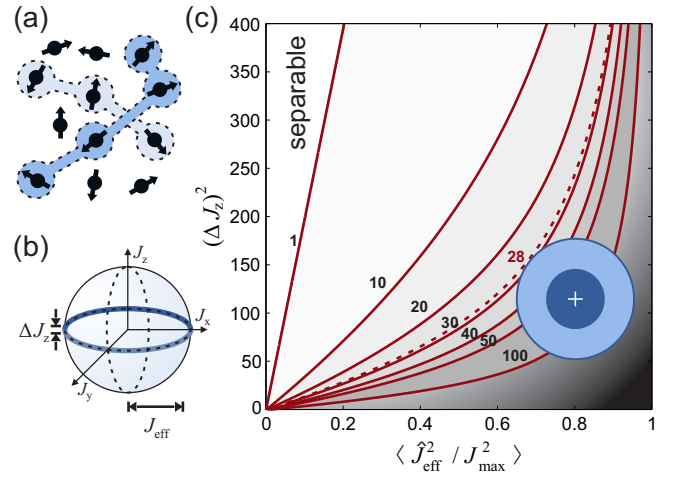 (a)
(b)
J_z
J_x
ΔJ_z
J_y
J_eff
(c)
400
350
300
250
200
150
100
50
0
(Δ J_z)^2
separable
1
10
20
30
28
40
50
100
0
0.2
0.4
0.6
0.8
1
⟨ Ĵ_eff^2 / J_max^2 ⟩